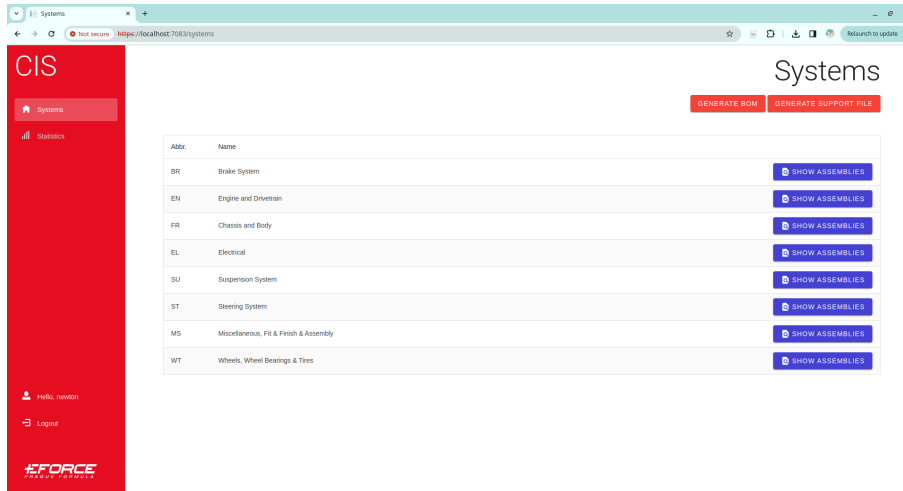 Systems
Not secure https://localhost:7083/systems
Relaunch to update
CIS
Systems
Statistics
Systems
GENERATE BOM GENERATE SUPPORT FILE
Abbr. Name
BR Brake System SHOW ASSEMBLIES
EN Engine and Drivetrain SHOW ASSEMBLIES
FR Chassis and Body SHOW ASSEMBLIES
EL Electrical SHOW ASSEMBLIES
SU Suspension System SHOW ASSEMBLIES
ST Steering System SHOW ASSEMBLIES
MS Miscellaneous, Fit & Finish & Assembly SHOW ASSEMBLIES
WT Wheels, Wheel Bearings & Tires SHOW ASSEMBLIES
Hello, newton
Logout
EFORCE
PRAGUE FORMULA